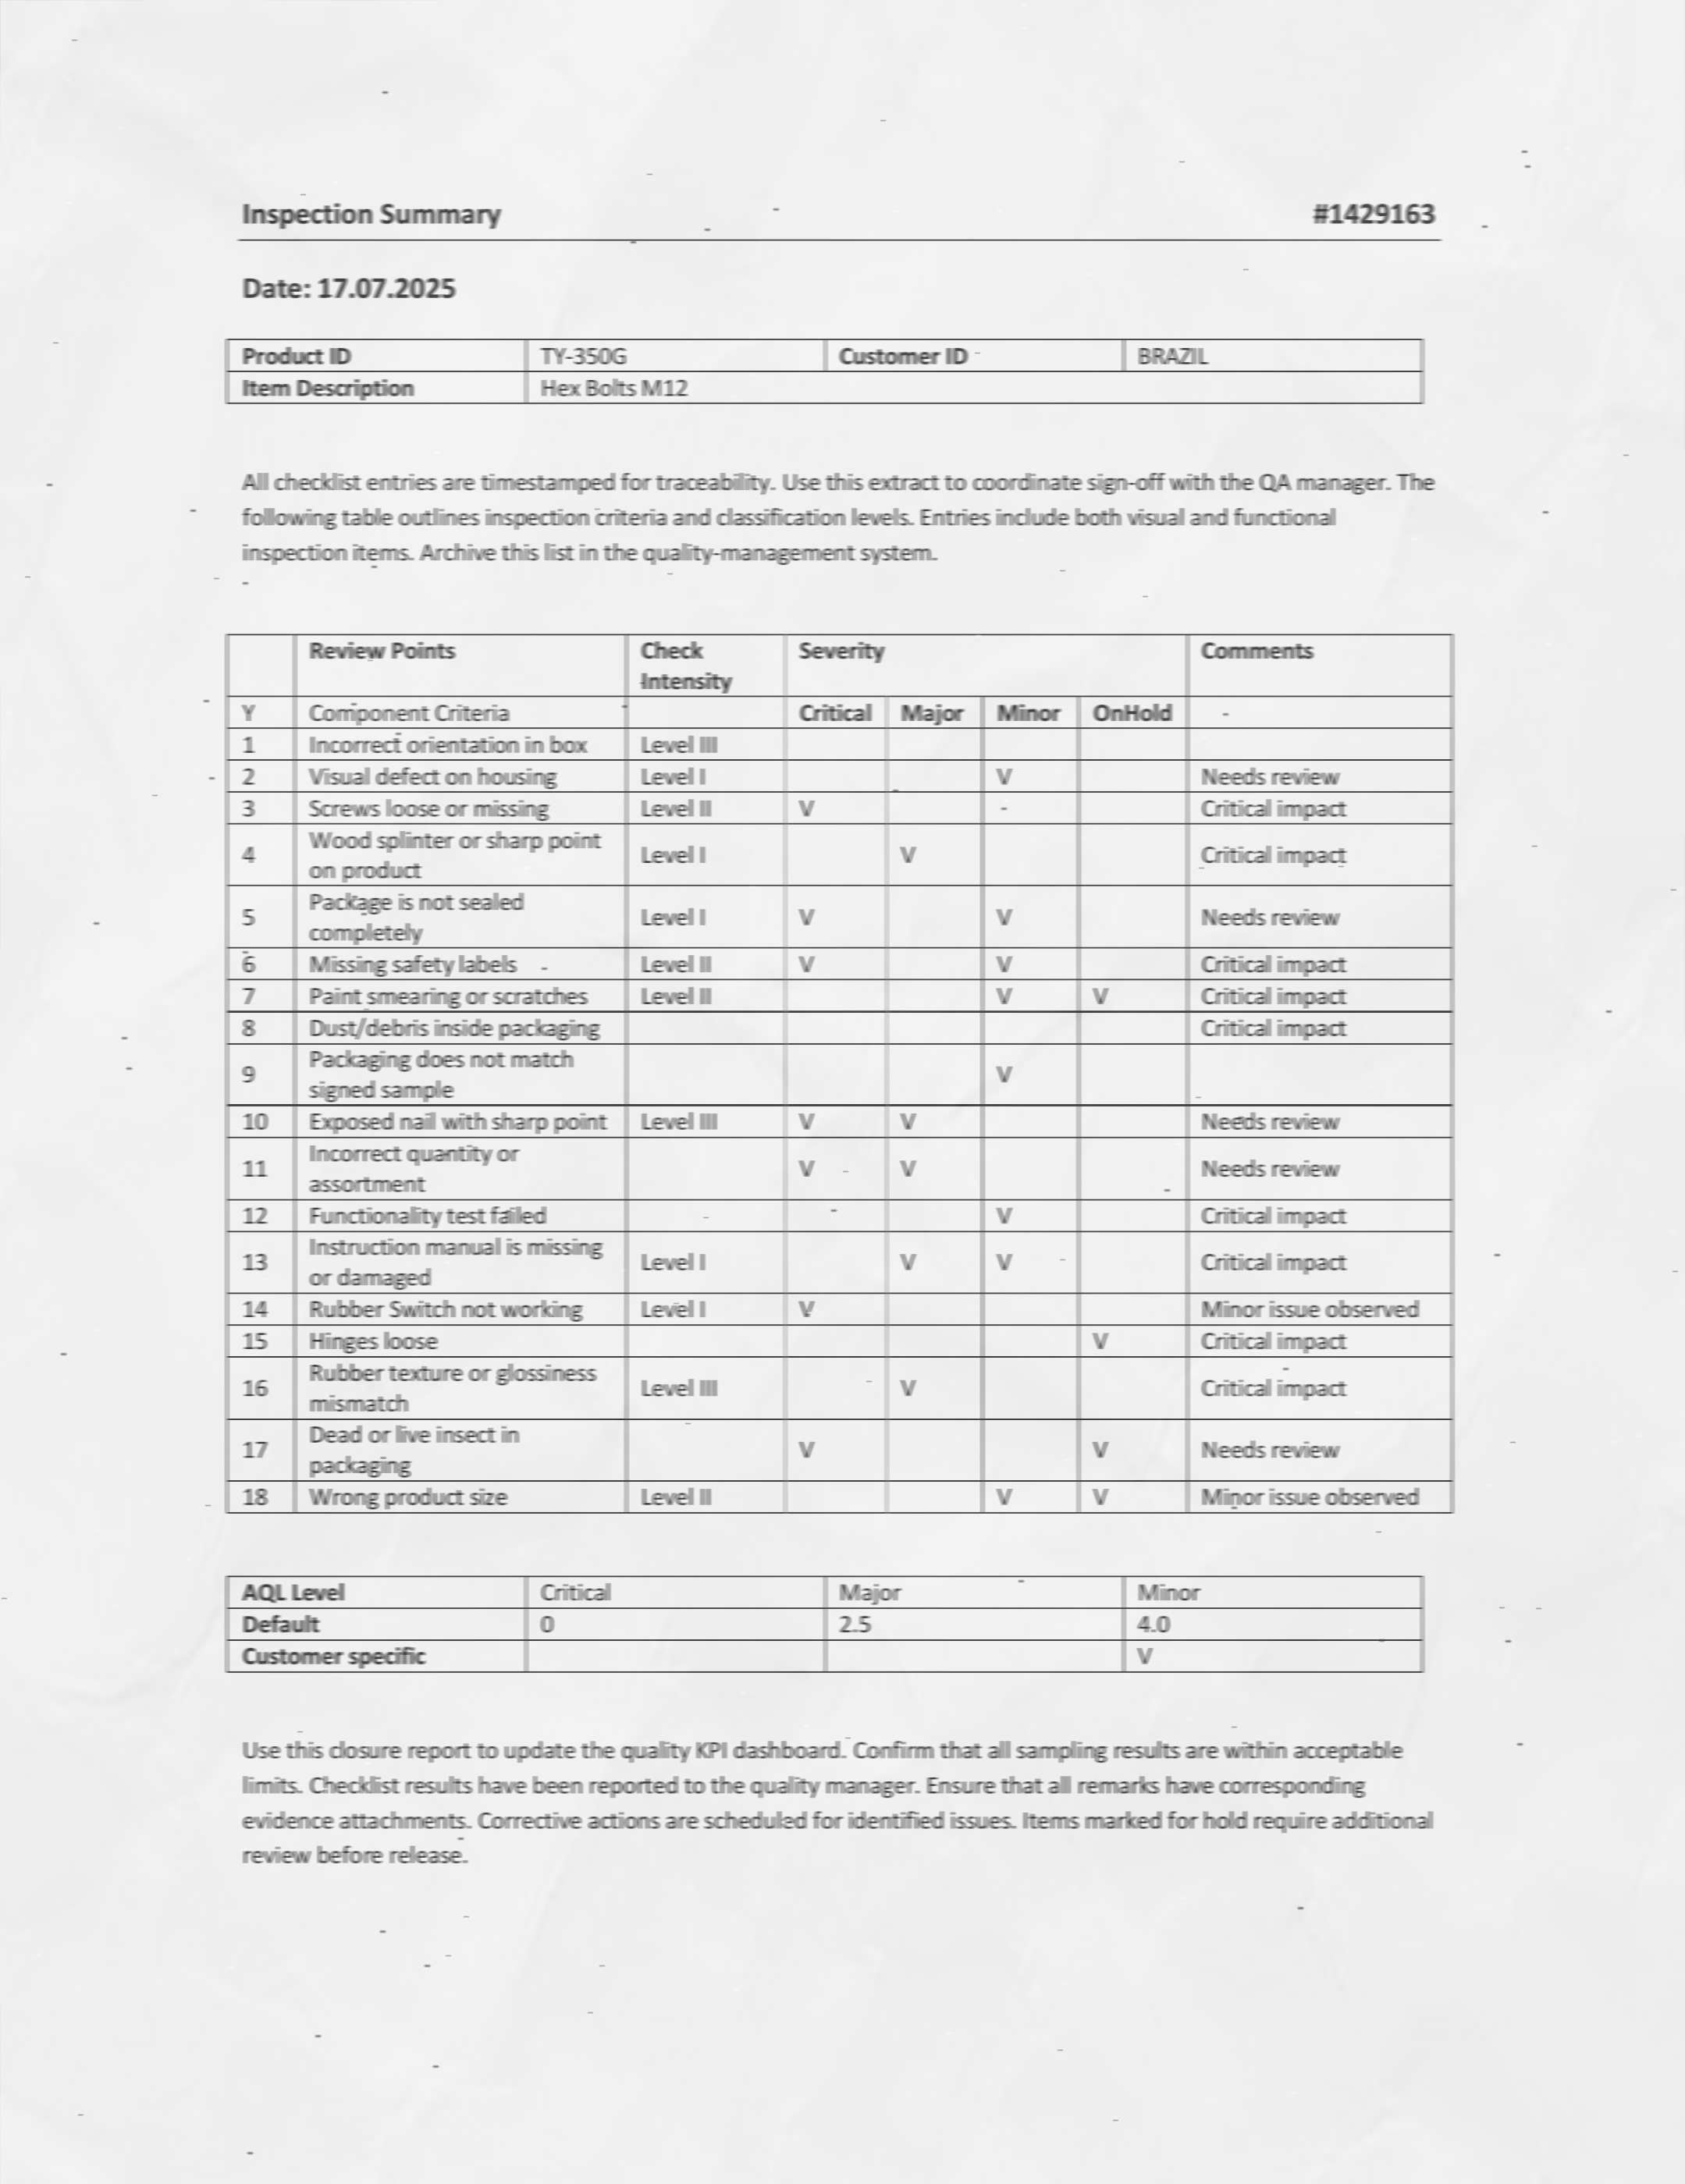 Inspection Summary #1429163
Date: 17.07.2025
Product ID TY-350G Customer ID BRAZIL
Item Description Hex Bolts M12
All checklist entries are timestamped for traceability. Use this extract to coordinate sign-off with the QA manager. The
following table outlines inspection criteria and classification levels. Entries include both visual and functional
inspection items. Archive this list in the quality-management system.
Review Points Check Severity Comments
Intensity
Y Component Criteria Critical Major Minor OnHold
1 Incorrect orientation in box Level III
2 Visual defect on housing Level I V Needs review
3 Screws loose or missing Level II V Critical impact
4 Wood splinter or sharp point Level I V Critical impact
on product
5 Package is not sealed Level I V V Needs review
completely
6 Missing safety labels Level II V V Critical impact
7 Paint smearing or scratches Level II V V Critical impact
8 Dust/debris inside packaging Critical impact
9 Packaging does not match V
signed sample
10 Exposed nail with sharp point Level III V V Needs review
11 Incorrect quantity or V V Needs review
assortment
12 Functionality test failed V Critical impact
13 Instruction manual is missing Level I V V Critical impact
or damaged
14 Rubber Switch not working Level I V Minor issue observed
15 Hinges loose V Critical impact
16 Rubber texture or glossiness Level III V Critical impact
mismatch
17 Dead or live insect in V V Needs review
packaging
18 Wrong product size Level II V V Minor issue observed
AQL Level Critical Major Minor
Default 0 2.5 4.0
Customer specific V
Use this closure report to update the quality KPI dashboard. Confirm that all sampling results are within acceptable
limits. Checklist results have been reported to the quality manager. Ensure that all remarks have corresponding
evidence attachments. Corrective actions are scheduled for identified issues. Items marked for hold require additional
review before release.